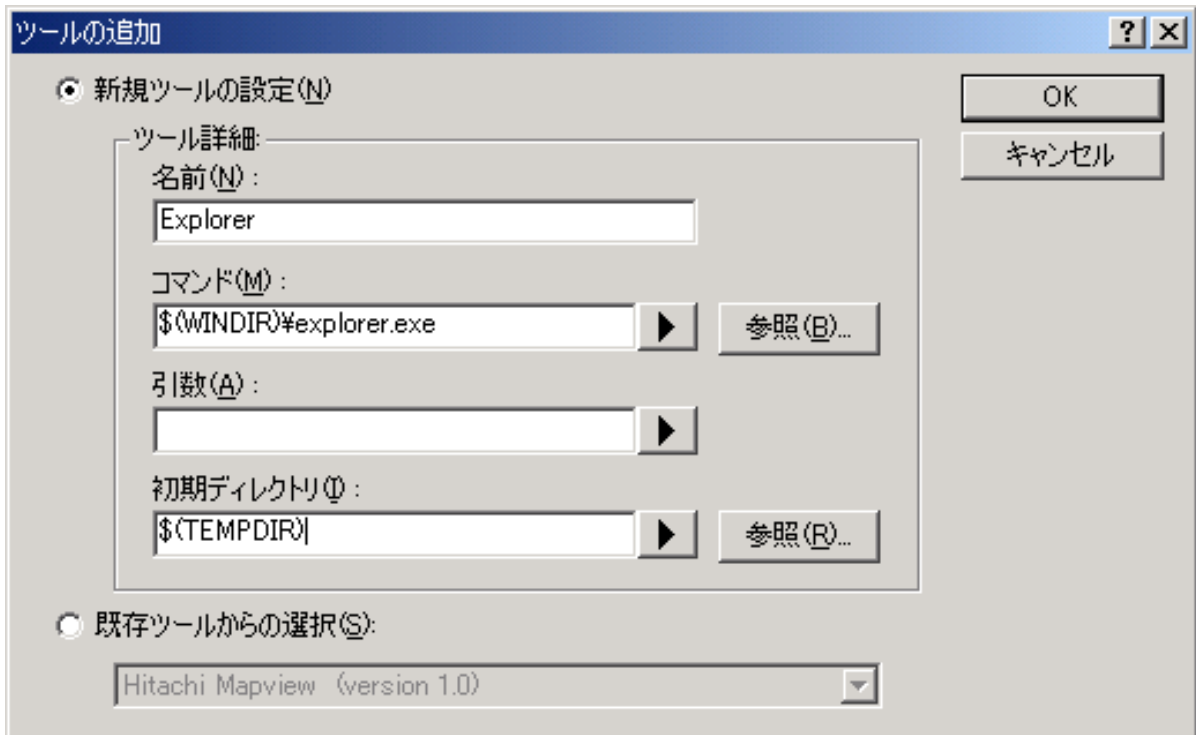 ツールの追加
新規ツールの設定(N)
OK
ツール詳細:
キャンセル
名前(N) :
Explorer
コマンド(M) :
$(WINDIR)¥explorer.exe
参照(B)...
引数(A) :
初期ディレクトリ(I) :
$(TEMPDIR)
参照(R)...
既存ツールからの選択(S):
Hitachi Mapview (version 1.0)